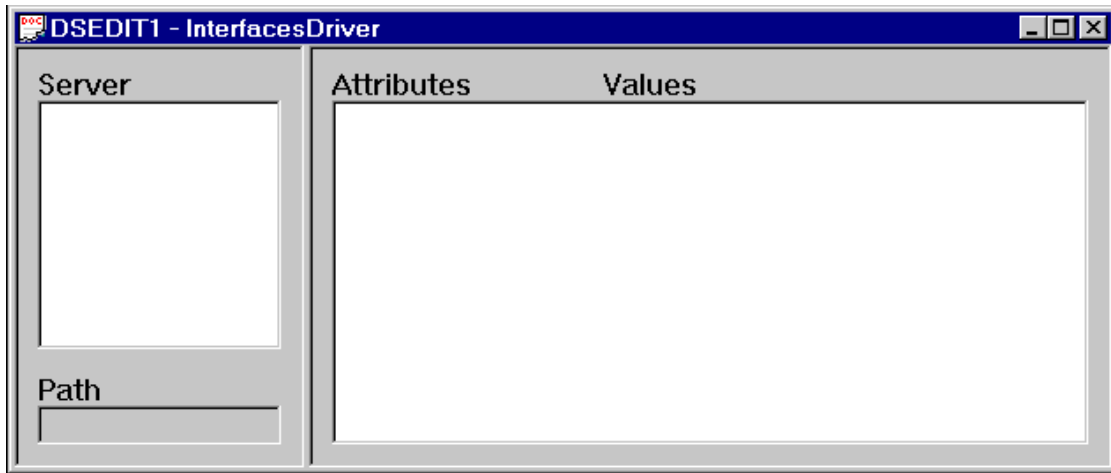 DSEDIT1 - InterfacesDriver
Server
Attributes Values
Path